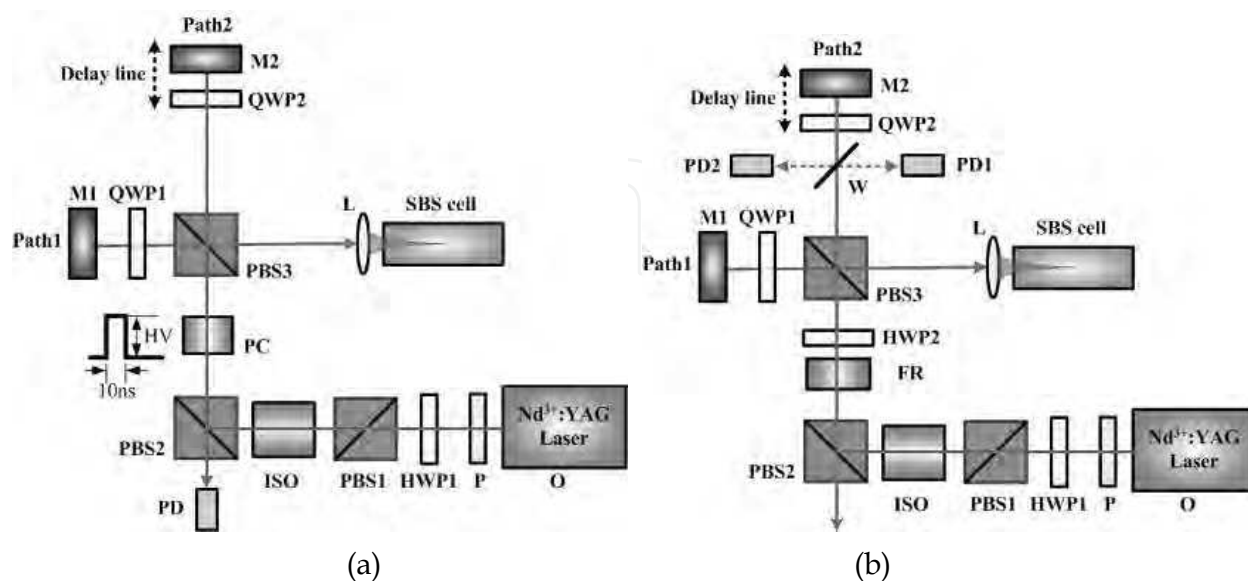 Path2
Delay line
M2
QWP2
M1
QWP1
Path1
PBS3
L
SBS cell
HV
10ns
PC
PBS2
PD
ISO
PBS1
HWP1
P
Nd³⁺:YAG
Laser
O
(a)
Path2
Delay line
M2
QWP2
PD2
W
PD1
M1
QWP1
Path1
PBS3
L
SBS cell
HWP2
FR
PBS2
ISO
PBS1
HWP1
P
Nd³⁺:YAG
Laser
O
(b)